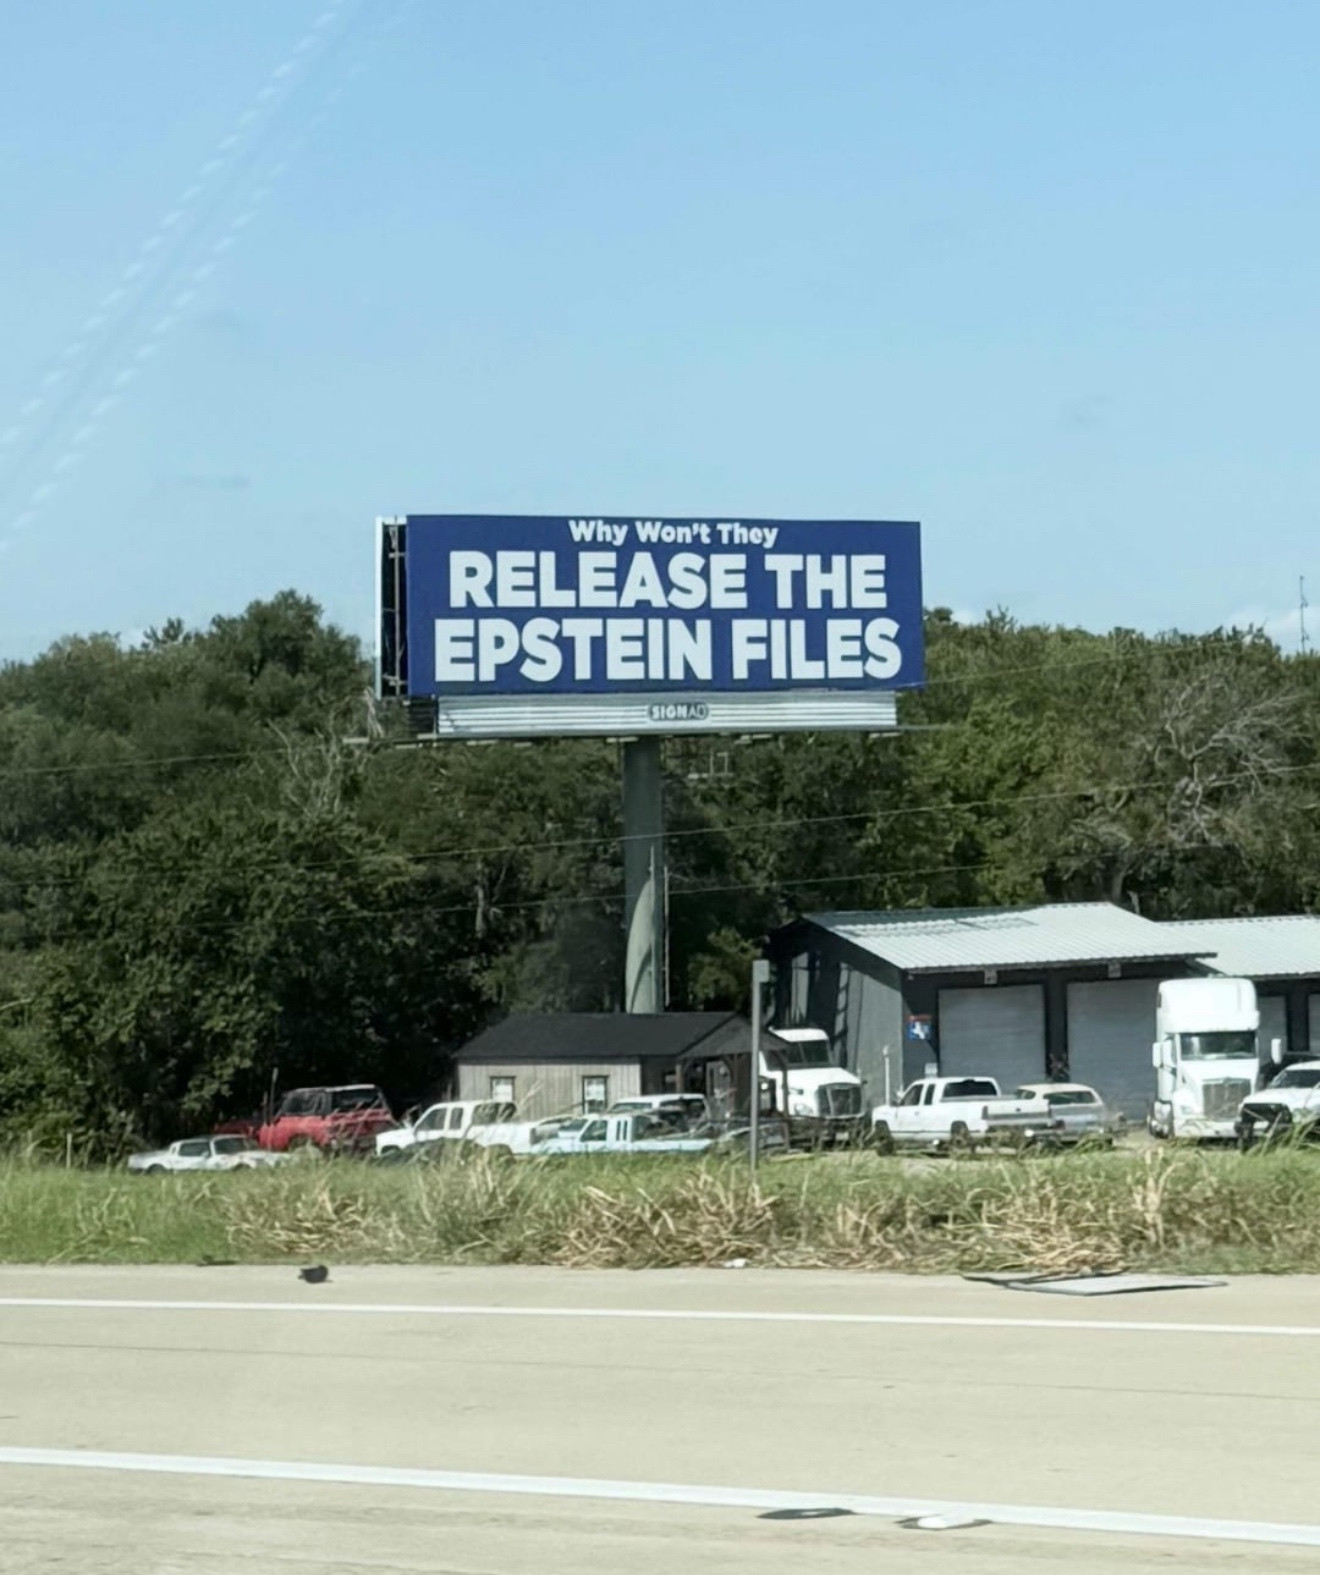 Why Won't They
RELEASE THE
EPSTEIN FILES
SIGNAD